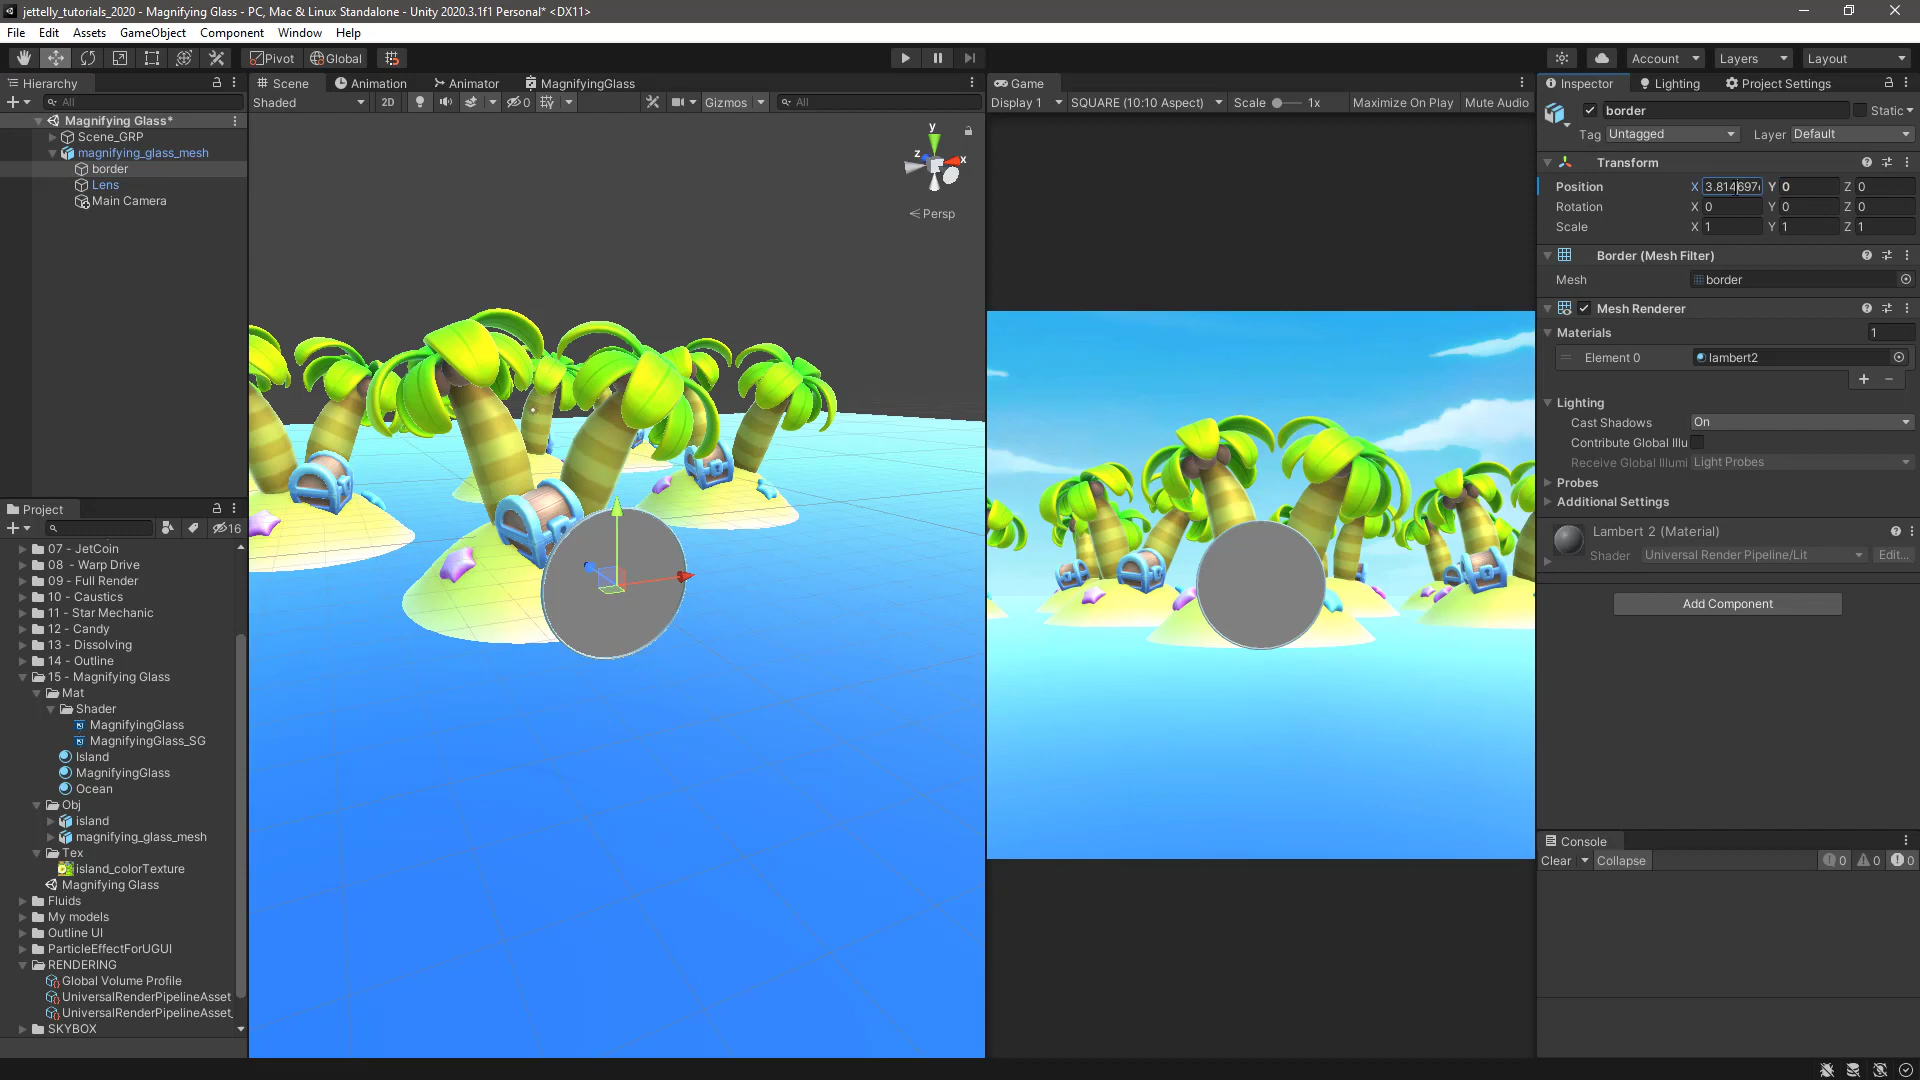 jettelly_tutorials_2020 - Magnifying Glass - PC, Mac & Linux Standalone - Unity 2020.3.1f1 Personal* <DX11>
File Edit Assets GameObject Component Window Help
Pivot Global Account Layers Layout
Hierarchy
All
Magnifying Glass*
Scene_GRP
magnifying_glass_mesh
border
Lens
Main Camera
Project
16
07 - JetCoin
08 - Warp Drive
09 - Full Render
10 - Caustics
11 - Star Mechanic
12 - Candy
13 - Dissolving
14 - Outline
15 - Magnifying Glass
Mat
Shader
MagnifyingGlass
MagnifyingGlass_SG
Island
MagnifyingGlass
Ocean
Obj
island
magnifying_glass_mesh
Tex
island_colorTexture
Magnifying Glass
Fluids
My models
Outline UI
ParticleEffectForUGUI
RENDERING
Global Volume Profile
UniversalRenderPipelineAsset
UniversalRenderPipelineAsset_
SKYBOX
Scene Animation Animator MagnifyingGlass
Shaded 2D 0 Gizmos All
y
z x
Persp
Game
Display 1 SQUARE (10:10 Aspect) Scale 1x Maximize On Play Mute Audio
Inspector Lighting Project Settings
border Static
Tag Untagged Layer Default
Transform
Position X 3.814697 Y 0 Z 0
Rotation X 0 Y 0 Z 0
Scale X 1 Y 1 Z 1
Border (Mesh Filter)
Mesh border
Mesh Renderer
Materials 1
Element 0 lambert2
Lighting
Cast Shadows On
Contribute Global Illu
Receive Global Illumi Light Probes
Probes
Additional Settings
Lambert 2 (Material)
Shader Universal Render Pipeline/Lit Edit...
Add Component
Console
Clear Collapse 0 0 0